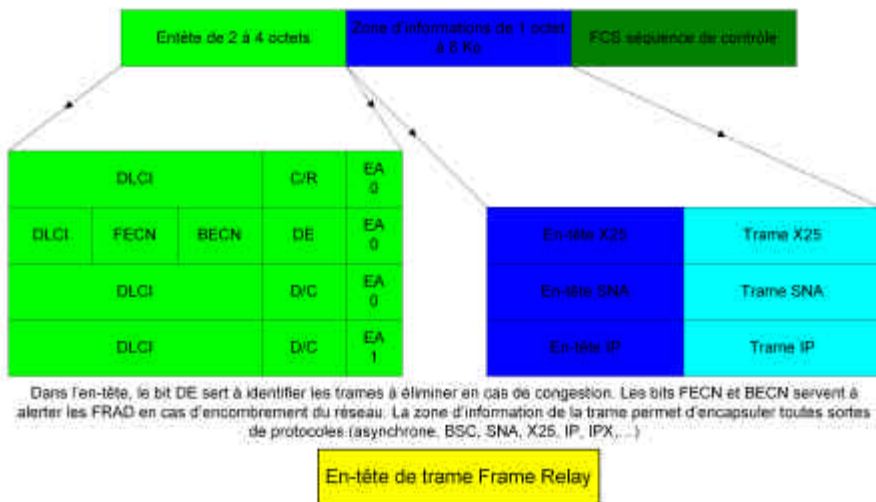 Entête de 2 à 4 octets
Zone d'informations de 1 octet
à 8 Ko
FCS séquence de contrôle
DLCI C/R EA
0
DLCI FECN BECN DE EA
0
DLCI D/C EA
0
DLCI D/C EA
1
En-tête X25 Trame X25
En-tête SNA Trame SNA
En-tête IP Trame IP
Dans l'en-tête, le bit DE sert à identifier les trames à éliminer en cas de congestion. Les bits FECN et BECN servent à
alerter les FRAD en cas d'encombrement du réseau. La zone d'information de la trame permet d'encapsuler toutes sortes
de protocoles (asynchrone, BSC, SNA, X25, IP, IPX,...)
En-tête de trame Frame Relay